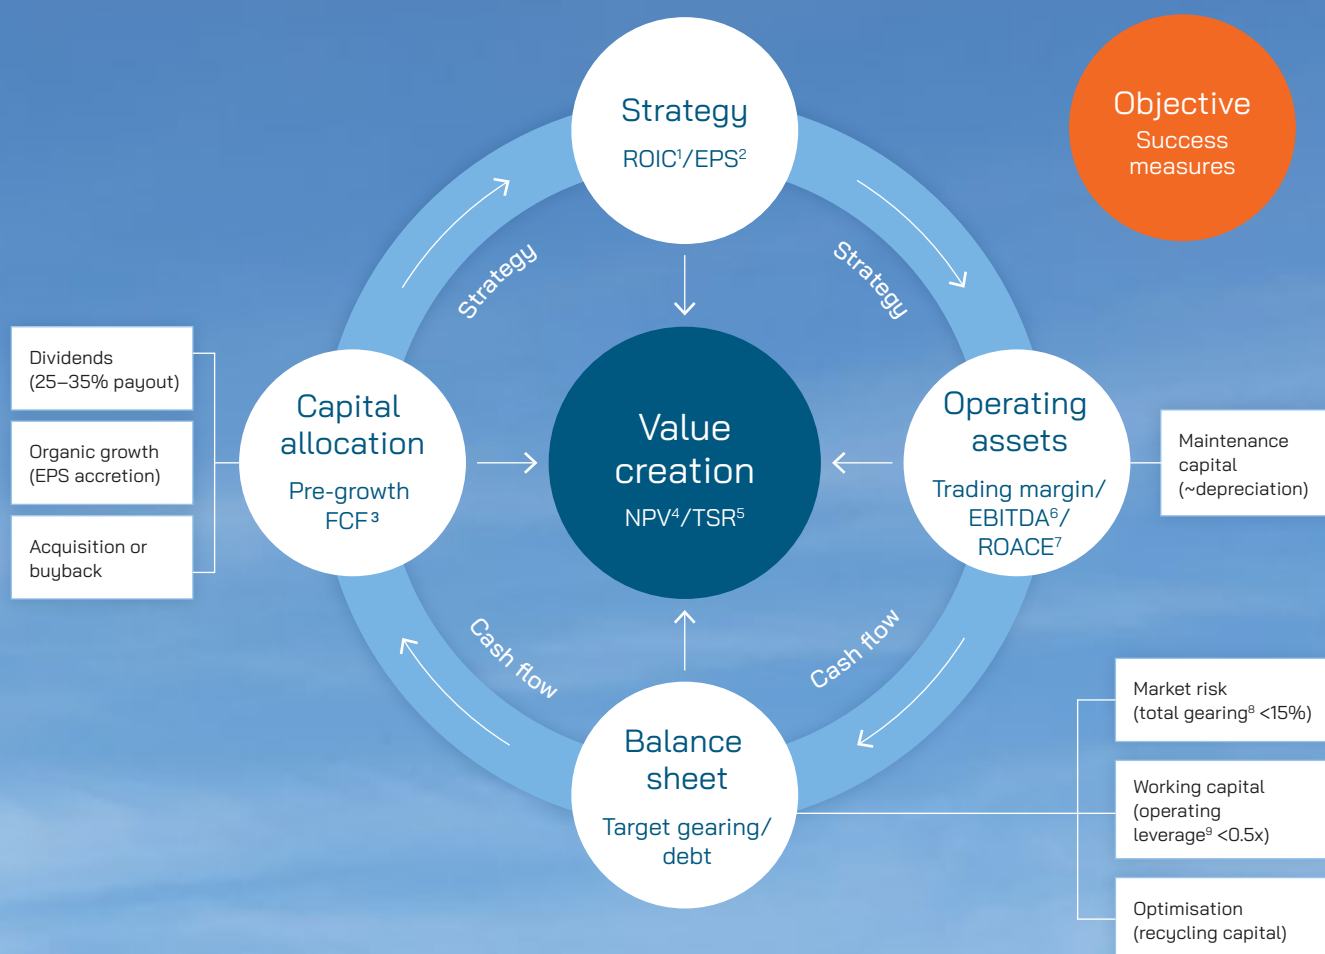 Strategy
ROIC¹/EPS²
Objective
Success
measures
Strategy
Strategy
Dividends
(25–35% payout)
Organic growth
(EPS accretion)
Acquisition or
buyback
Capital
allocation
Pre-growth
FCF³
Value
creation
NPV⁴/TSR⁵
Operating
assets
Trading margin/
EBITDA⁶/
ROACE⁷
Maintenance
capital
(~depreciation)
Cash flow
Cash flow
Balance
sheet
Target gearing/
debt
Market risk
(total gearing⁸ <15%)
Working capital
(operating
leverage⁹ <0.5x)
Optimisation
(recycling capital)